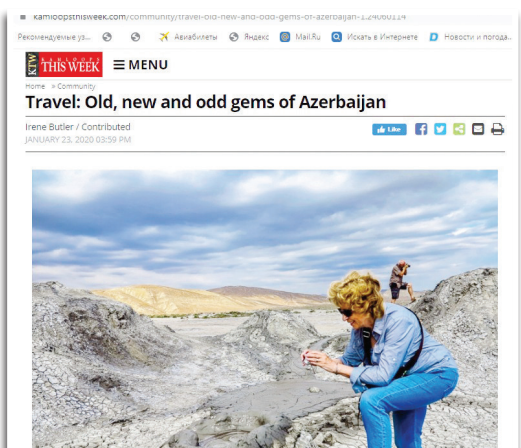 kamloopsthisweek.com/community/travel-old-new-and-odd-gems-of-azerbaijan-1.24060114
Рекомендуемые уз... Авиабилеты Яндекс Mail.Ru Искать в Интернете Новости и погода..
KTW KAMLOOPS THIS WEEK MENU
Home » Community
Travel: Old, new and odd gems of Azerbaijan
Irene Butler / Contributed
Like
JANUARY 23, 2020 03:59 PM